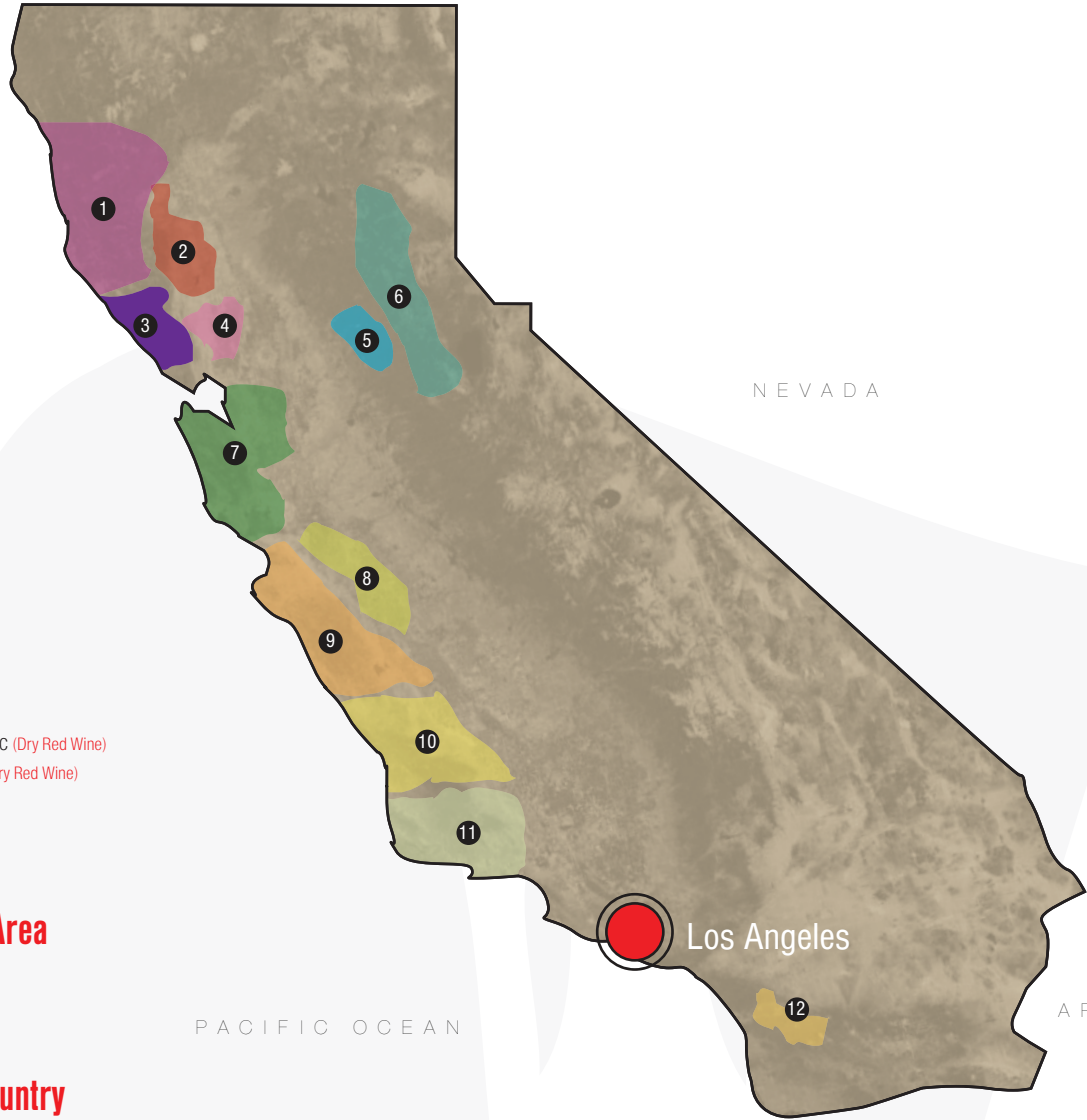 1
2
3
4
5
6
NEVADA
7
8
9
C (Dry Red Wine)
10
ry Red Wine)
11
Area
Los Angeles
12
PACIFIC OCEAN
untry